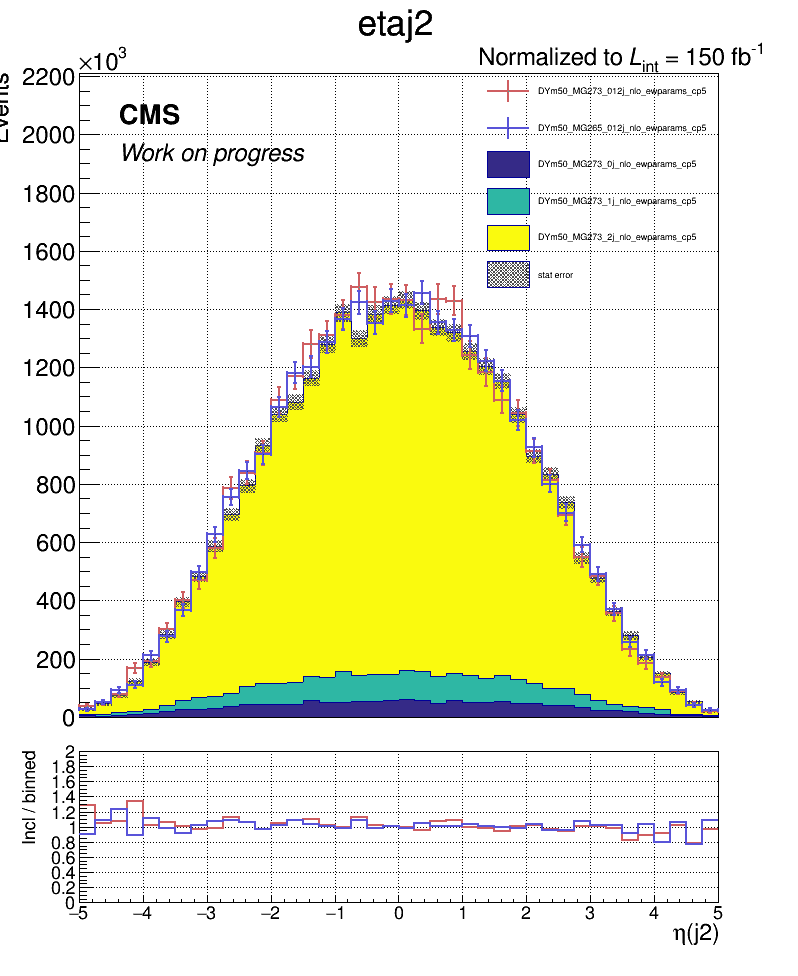 etaj2
Normalized to Lint = 150 fb-1
×10³
Events
CMS
Work on progress
DYm50_MG273_012j_nlo_ewparams_cp5
DYm50_MG265_012j_nlo_ewparams_cp5
DYm50_MG273_0j_nlo_ewparams_cp5
DYm50_MG273_1j_nlo_ewparams_cp5
DYm50_MG273_2j_nlo_ewparams_cp5
stat error
2200
2000
1800
1600
1400
1200
1000
800
600
400
200
0
Incl / binned
2
1.8
1.6
1.4
1.2
1
0.8
0.6
0.4
0.2
0
−5 −4 −3 −2 −1 0 1 2 3 4 5
η(j2)